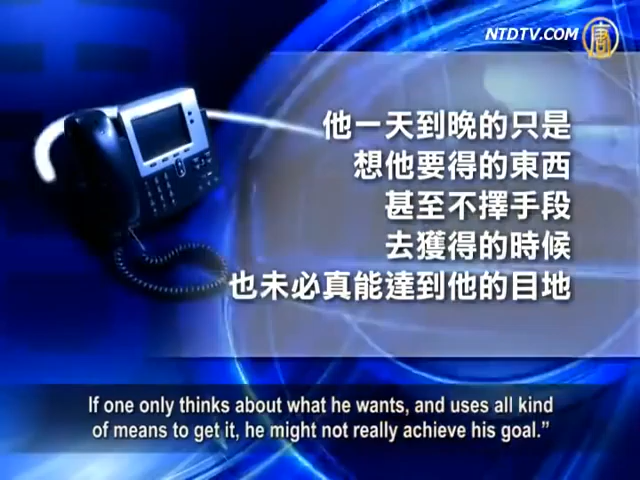 NTDTV.COM
唐
他一天到晚的只是
想他要得的東西
甚至不擇手段
去獲得的時候
也未必真能達到他的目地
If one only thinks about what he wants, and uses all kind
of means to get it, he might not really achieve his goal.”